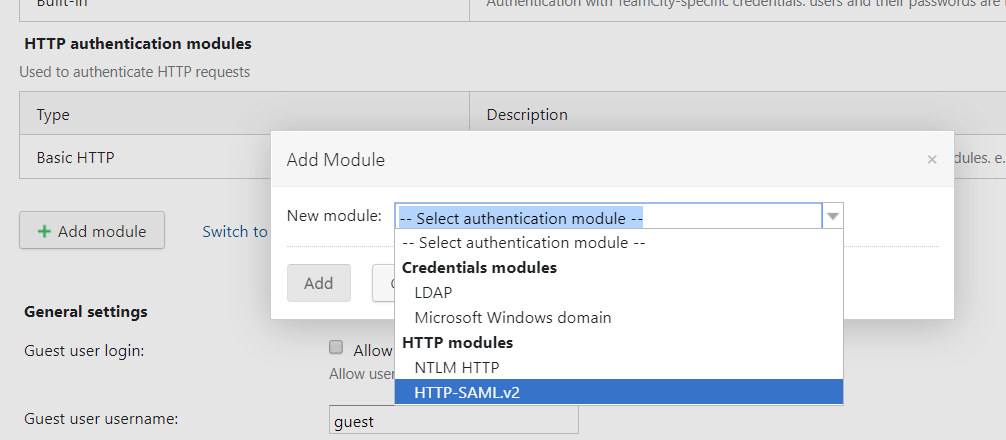 Built-in
Authentication with TeamCity-specific credentials. users and their passwords are
HTTP authentication modules
Used to authenticate HTTP requests
Type Description
Basic HTTP
dules. e.
Add Module ×
New module: -- Select authentication module --
-- Select authentication module --
Credentials modules
LDAP
Microsoft Windows domain
HTTP modules
NTLM HTTP
HTTP-SAML.v2
Add
+ Add module Switch to
General settings
Guest user login: Allow
Allow user
Guest user username: guest